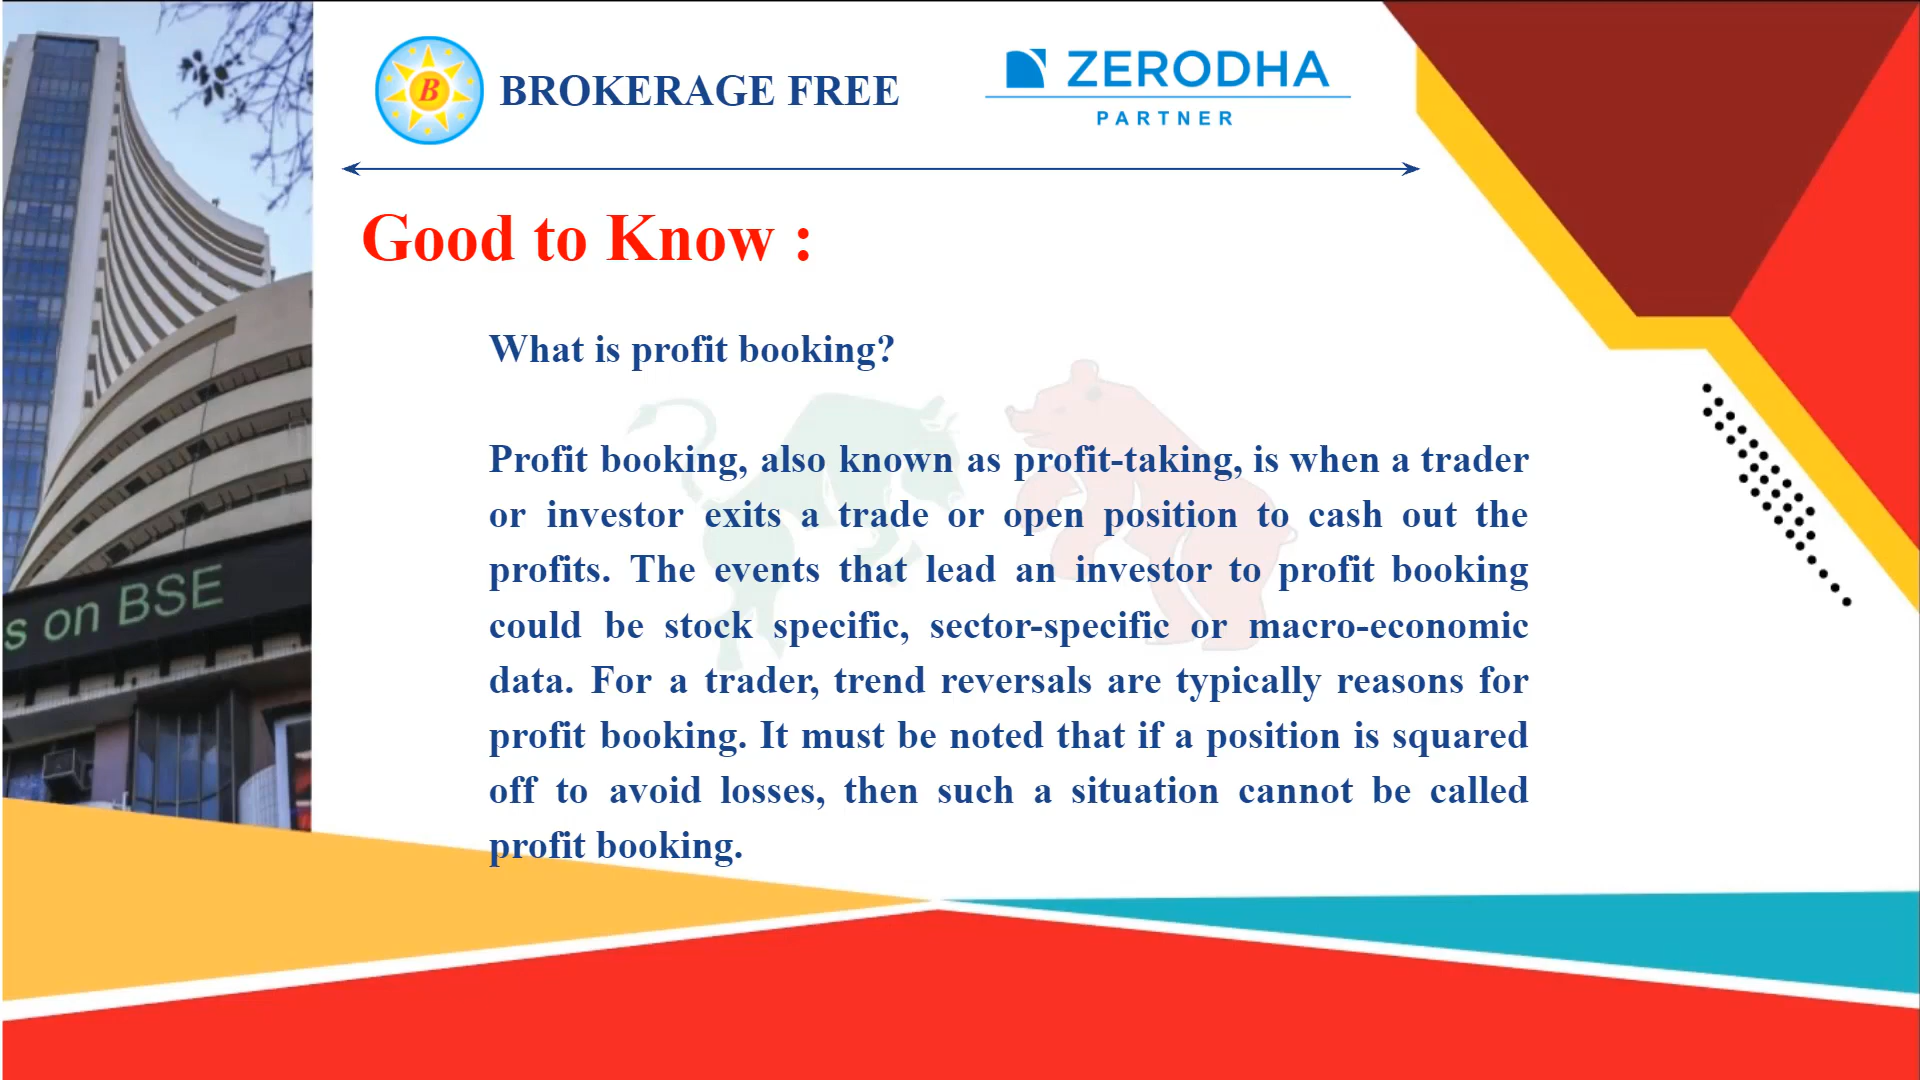 B
BROKERAGE FREE
ZERODHA
PARTNER
Good to Know :
What is profit booking?
Profit booking, also known as profit-taking, is when a trader
or investor exits a trade or open position to cash out the
profits. The events that lead an investor to profit booking
could be stock specific, sector-specific or macro-economic
data. For a trader, trend reversals are typically reasons for
profit booking. It must be noted that if a position is squared
off to avoid losses, then such a situation cannot be called
profit booking.
s on BSE